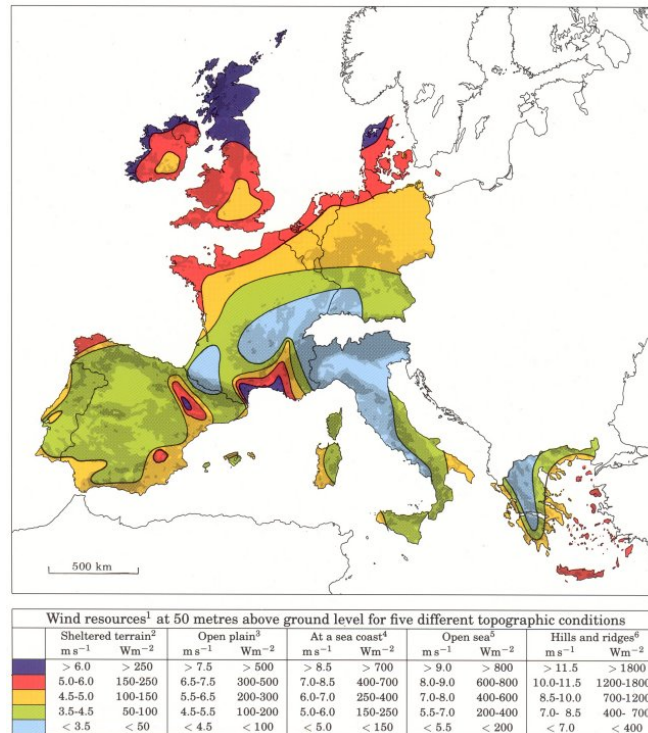 500 km
Wind resources¹ at 50 metres above ground level for five different topographic conditions
Sheltered terrain² Open plain³ At a sea coast⁴ Open sea⁵ Hills and ridges⁶
m s⁻¹ Wm⁻² m s⁻¹ Wm⁻² m s⁻¹ Wm⁻² m s⁻¹ Wm⁻² m s⁻¹ Wm⁻²
> 6.0 > 250 > 7.5 > 500 > 8.5 > 700 > 9.0 > 800 > 11.5 > 1800
5.0-6.0 150-250 6.5-7.5 300-500 7.0-8.5 400-700 8.0-9.0 600-800 10.0-11.5 1200-1800
4.5-5.0 100-150 5.5-6.5 200-300 6.0-7.0 250-400 7.0-8.0 400-600 8.5-10.0 700-1200
3.5-4.5 50-100 4.5-5.5 100-200 5.0-6.0 150-250 5.5-7.0 200-400 7.0- 8.5 400- 700
< 3.5 < 50 < 4.5 < 100 < 5.0 < 150 < 5.5 < 200 < 7.0 < 400